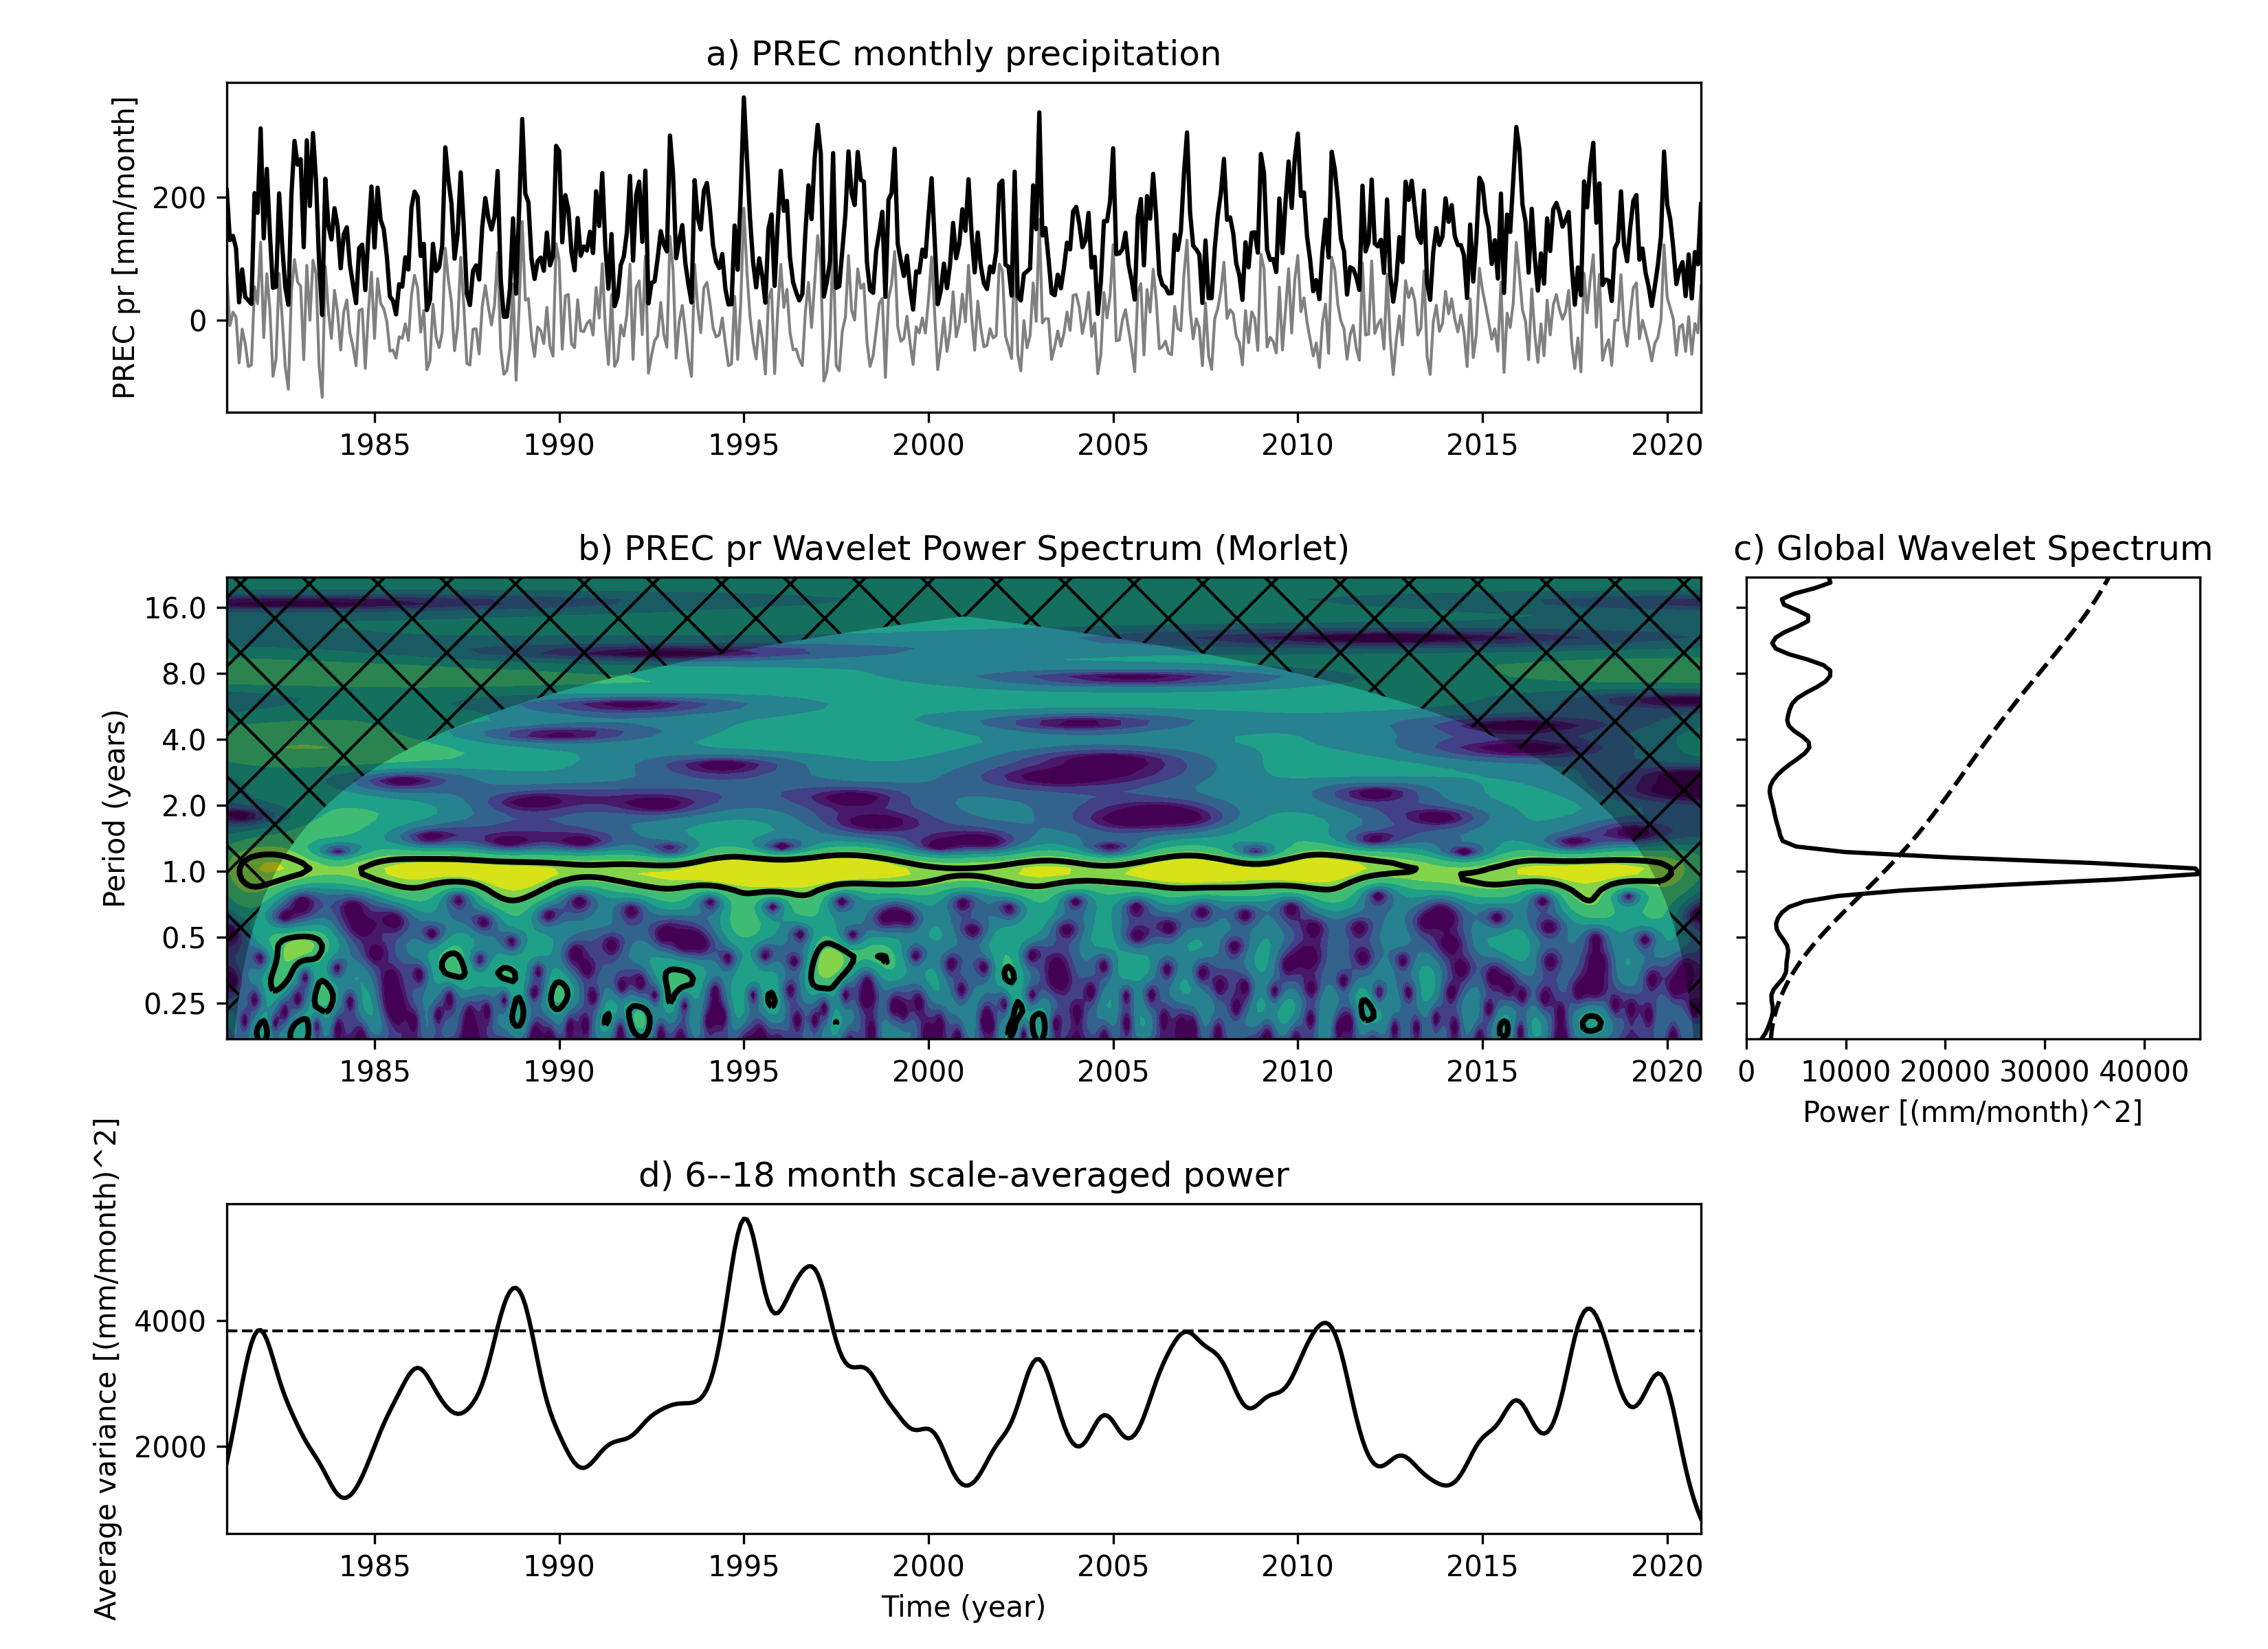 a) PREC monthly precipitation
PREC pr [mm/month]
200
0
1985 1990 1995 2000 2005 2010 2015 2020
b) PREC pr Wavelet Power Spectrum (Morlet)
Period (years)
16.0
8.0
4.0
2.0
1.0
0.5
0.25
1985 1990 1995 2000 2005 2010 2015 2020
c) Global Wavelet Spectrum
0 10000 20000 30000 40000
Power [(mm/month)^2]
d) 6--18 month scale-averaged power
Average variance [(mm/month)^2]
4000
2000
1985 1990 1995 2000 2005 2010 2015 2020
Time (year)